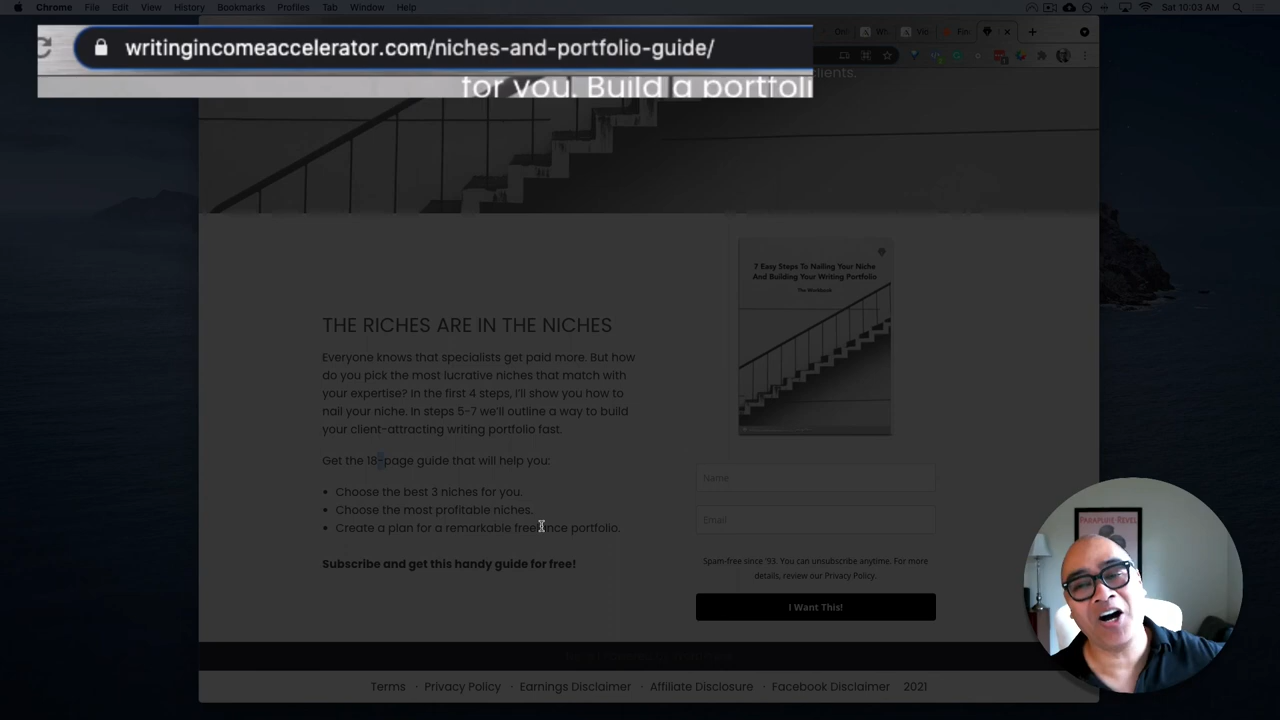 Chrome File Edit View History Bookmarks Profiles Tab Window Help
Sat 10:03 AM
writingincomeaccelerator.com/niches-and-portfolio-guide/
for you. Build a portfoli
clients.
7 Easy Steps To Nailing Your Niche
And Building Your Writing Portfolio
The Workbook
THE RICHES ARE IN THE NICHES
Everyone knows that specialists get paid more. But how
do you pick the most lucrative niches that match with
your expertise? In the first 4 steps, I'll show you how to
nail your niche. In steps 5-7 we'll outline a way to build
your client-attracting writing portfolio fast.
Get the 18-page guide that will help you:
• Choose the best 3 niches for you.
• Choose the most profitable niches.
• Create a plan for a remarkable freelance portfolio.
Subscribe and get this handy guide for free!
Name
Email
Spam-free since '93. You can unsubscribe anytime. For more
details, review our Privacy Policy.
I Want This!
Terms · Privacy Policy · Earnings Disclaimer · Affiliate Disclosure · Facebook Disclaimer 2021